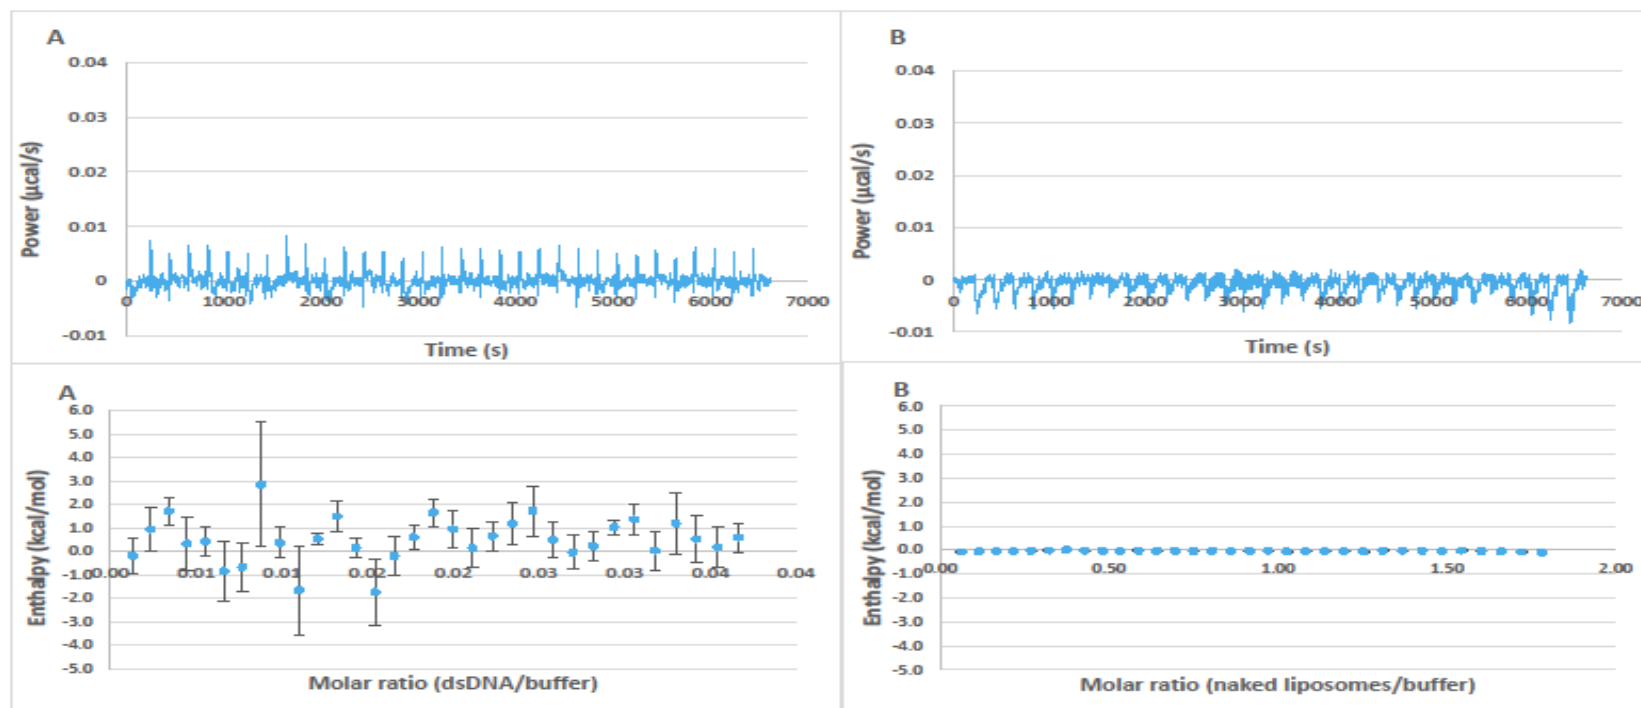 A
0.04
0.03
0.02
0.01
0
-0.01
Power (µcal/s)
0 1000 2000 3000 4000 5000 6000 7000
Time (s)
B
0.04
0.03
0.02
0.01
0
-0.01
Power (µcal/s)
0 1000 2000 3000 4000 5000 6000 7000
Time (s)
A
6.0
5.0
4.0
3.0
2.0
1.0
0.0
-1.0
-2.0
-3.0
-4.0
-5.0
Enthalpy (kcal/mol)
0.00 0.01 0.01 0.02 0.02 0.03 0.03 0.04 0.04
Molar ratio (dsDNA/buffer)
B
6.0
5.0
4.0
3.0
2.0
1.0
0.0
-1.0
-2.0
-3.0
-4.0
-5.0
Enthalpy (kcal/mol)
0.00 0.50 1.00 1.50 2.00
Molar ratio (naked liposomes/buffer)